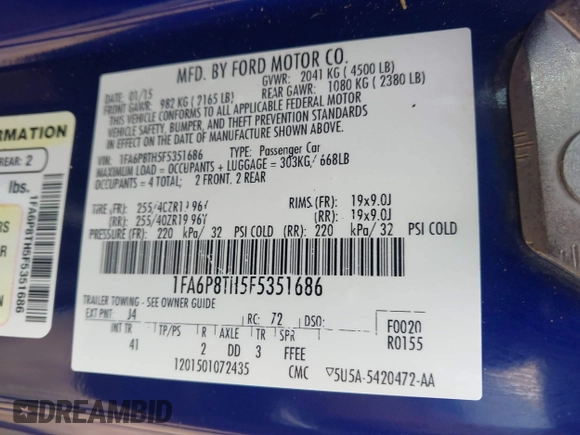 MFD. BY FORD MOTOR CO.
DATE: 01/15 GVWR: 2041 KG (4500 LB)
FRONT GAWR: 982 KG (2165 LB) REAR GAWR: 1080 KG (2380 LB)
THIS VEHICLE CONFORMS TO ALL APPLICABLE FEDERAL MOTOR
VEHICLE SAFETY, BUMPER, AND THEFT PREVENTION STANDARDS
IN EFFECT ON THE DATE OF MANUFACTURE SHOWN ABOVE.
VIN: 1FA6P8TH5F5351686 TYPE: Passenger Car
MAXIMUM LOAD = OCCUPANTS + LUGGAGE = 303KG/ 668LB
OCCUPANTS = 4 TOTAL; 2 FRONT, 2 REAR
TIRE (FR): 255/40ZR19 96Y RIMS (FR): 19x9.0J
(RR): 255/40ZR19 96Y (RR): 19x9.0J
PRESSURE (FR): 220 kPa/ 32 PSI COLD (RR): 220 kPa/ 32 PSI COLD
1FA6P8TH5F5351686
TRAILER TOWING - SEE OWNER GUIDE
EXT PNT: J4 RC: 72 DSO: F0020
INT TR TP/PS R AXLE TR SPR R0155
41 2 DD 3 FFEE
1201501072435 CMC ▽5U5A-5420472-AA
ORMATION
REAR: 2
lbs.
1FA6P8TH5F5351686
DREAMBID